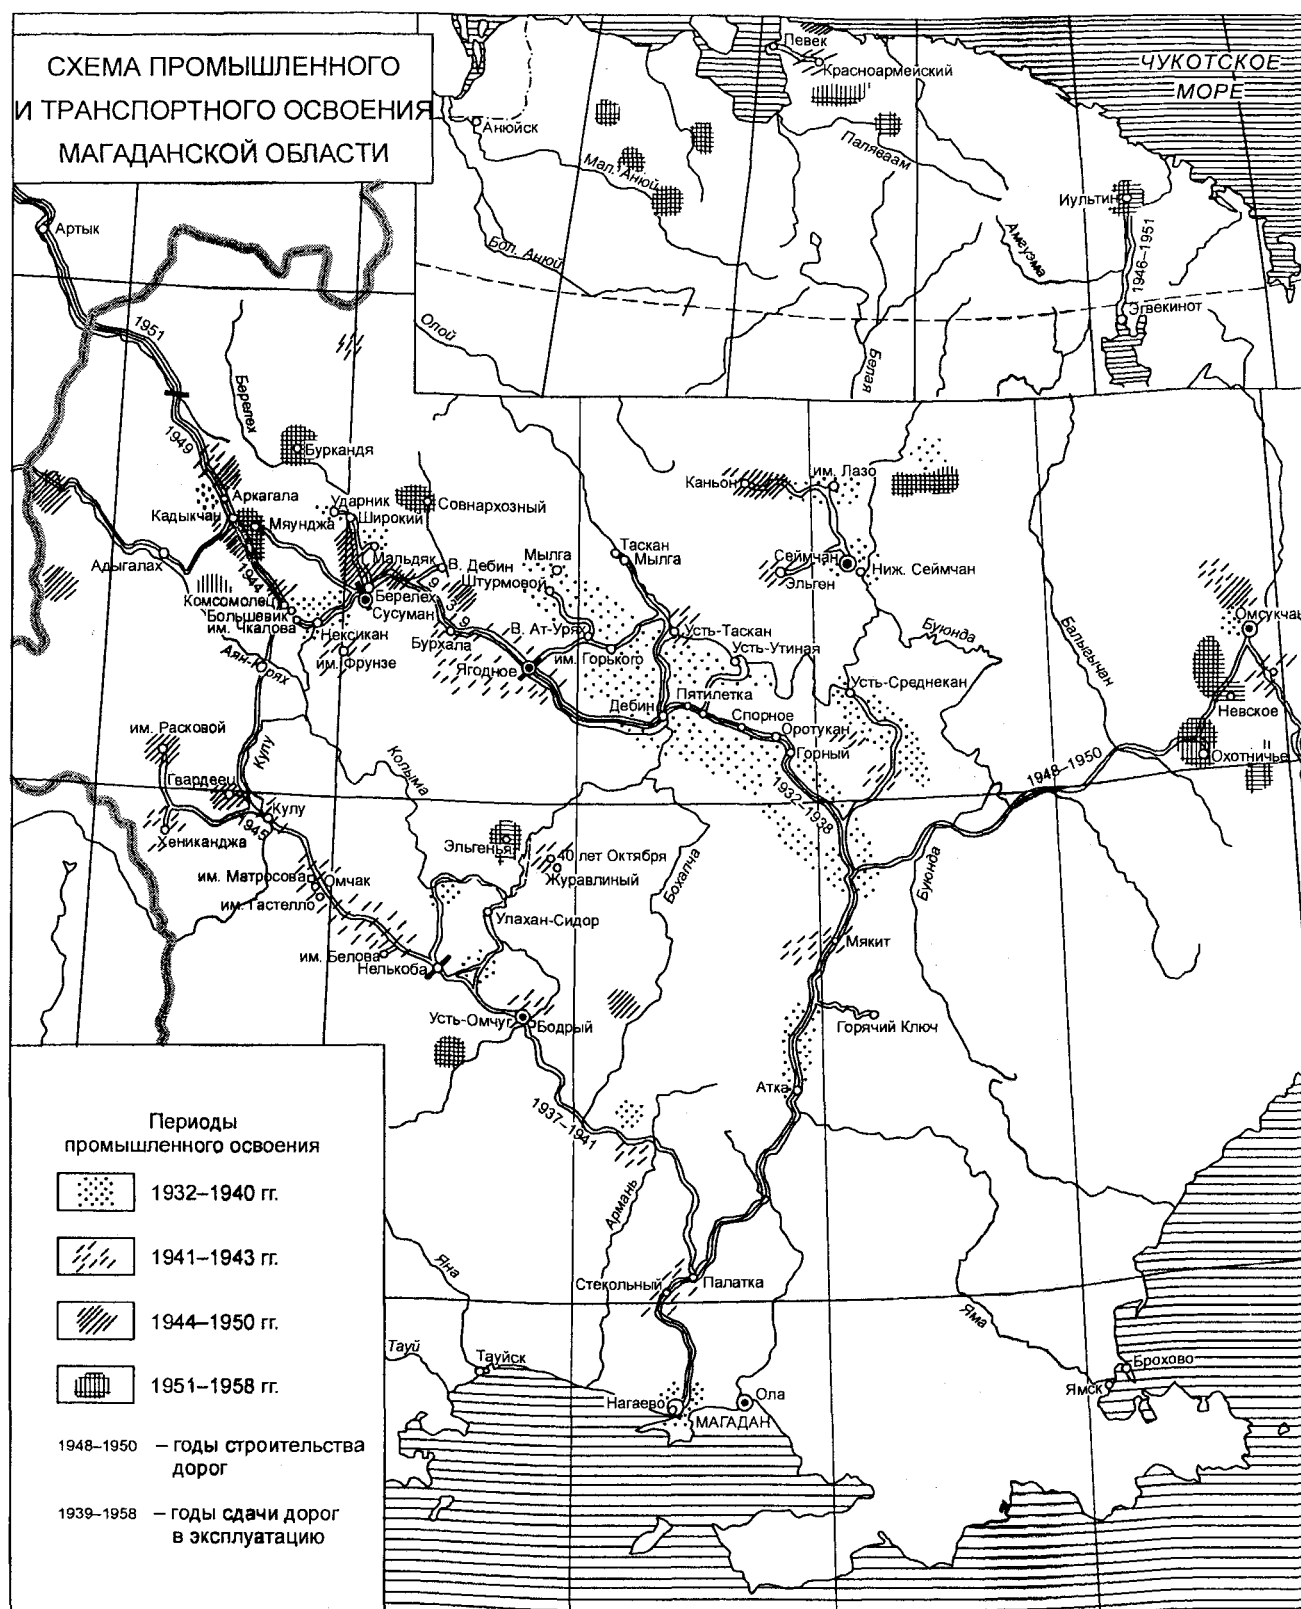 СХЕМА ПРОМЫШЛЕННОГО
И ТРАНСПОРТНОГО ОСВОЕНИЯ
МАГАДАНСКОЙ ОБЛАСТИ
Певек
Красноармейский
ЧУКОТСКОЕ
МОРЕ
Анюйск
Мал. Анюй
Паляваам
Иультин
Бол. Анюй
Амгуэма
1946–1951
Эгвекинот
Олой
Белая
Артык
1951
Берелех
1949
Буркандя
Аркагала
Кадыкчан
Мяунджа
Ударник
Широкий
Совнархозный
Каньон
им. Лазо
Адыгалах
1944
Мальдяк
В. Дебин
Мылга
Штурмовой
Таскан
Мылга
Сеймчан
Эльген
Ниж. Сеймчан
Комсомолец
Большевик
им. Чкалова
Берелех
Сусуман
1939
Нексикан
им. Фрунзе
Бурхала
В. Ат-Урях
Ягодное
им. Горького
Усть-Таскан
Усть-Утиная
Буюнда
Балыгычан
Омсукчан
Аян-Юрях
Усть-Среднекан
Дебин
Пятилетка
Спорное
Оротукан
Горный
Невское
Охотничье
им. Расковой
Кулу
Колыма
Гвардеец
1932–1938
1948–1950
Кулу
1945
Хениканджа
Эльгенья
40 лет Октября
Журавлиный
Бохапча
Буюнда
им. Матросова
Омчак
им. Гастелло
Улахан-Сидор
Мякит
им. Белова
Нелькоба
Усть-Омчуг
Бодрый
Горячий Ключ
Атка
1937–1941
Армань
Яна
Стекольный
Палатка
Яма
Тауй
Тауйск
Брохово
Ямск
Нагаево
Ола
МАГАДАН
Периоды
промышленного освоения
1932–1940 гг.
1941–1943 гг.
1944–1950 гг.
1951–1958 гг.
1948–1950 – годы строительства
дорог
1939–1958 – годы сдачи дорог
в эксплуатацию